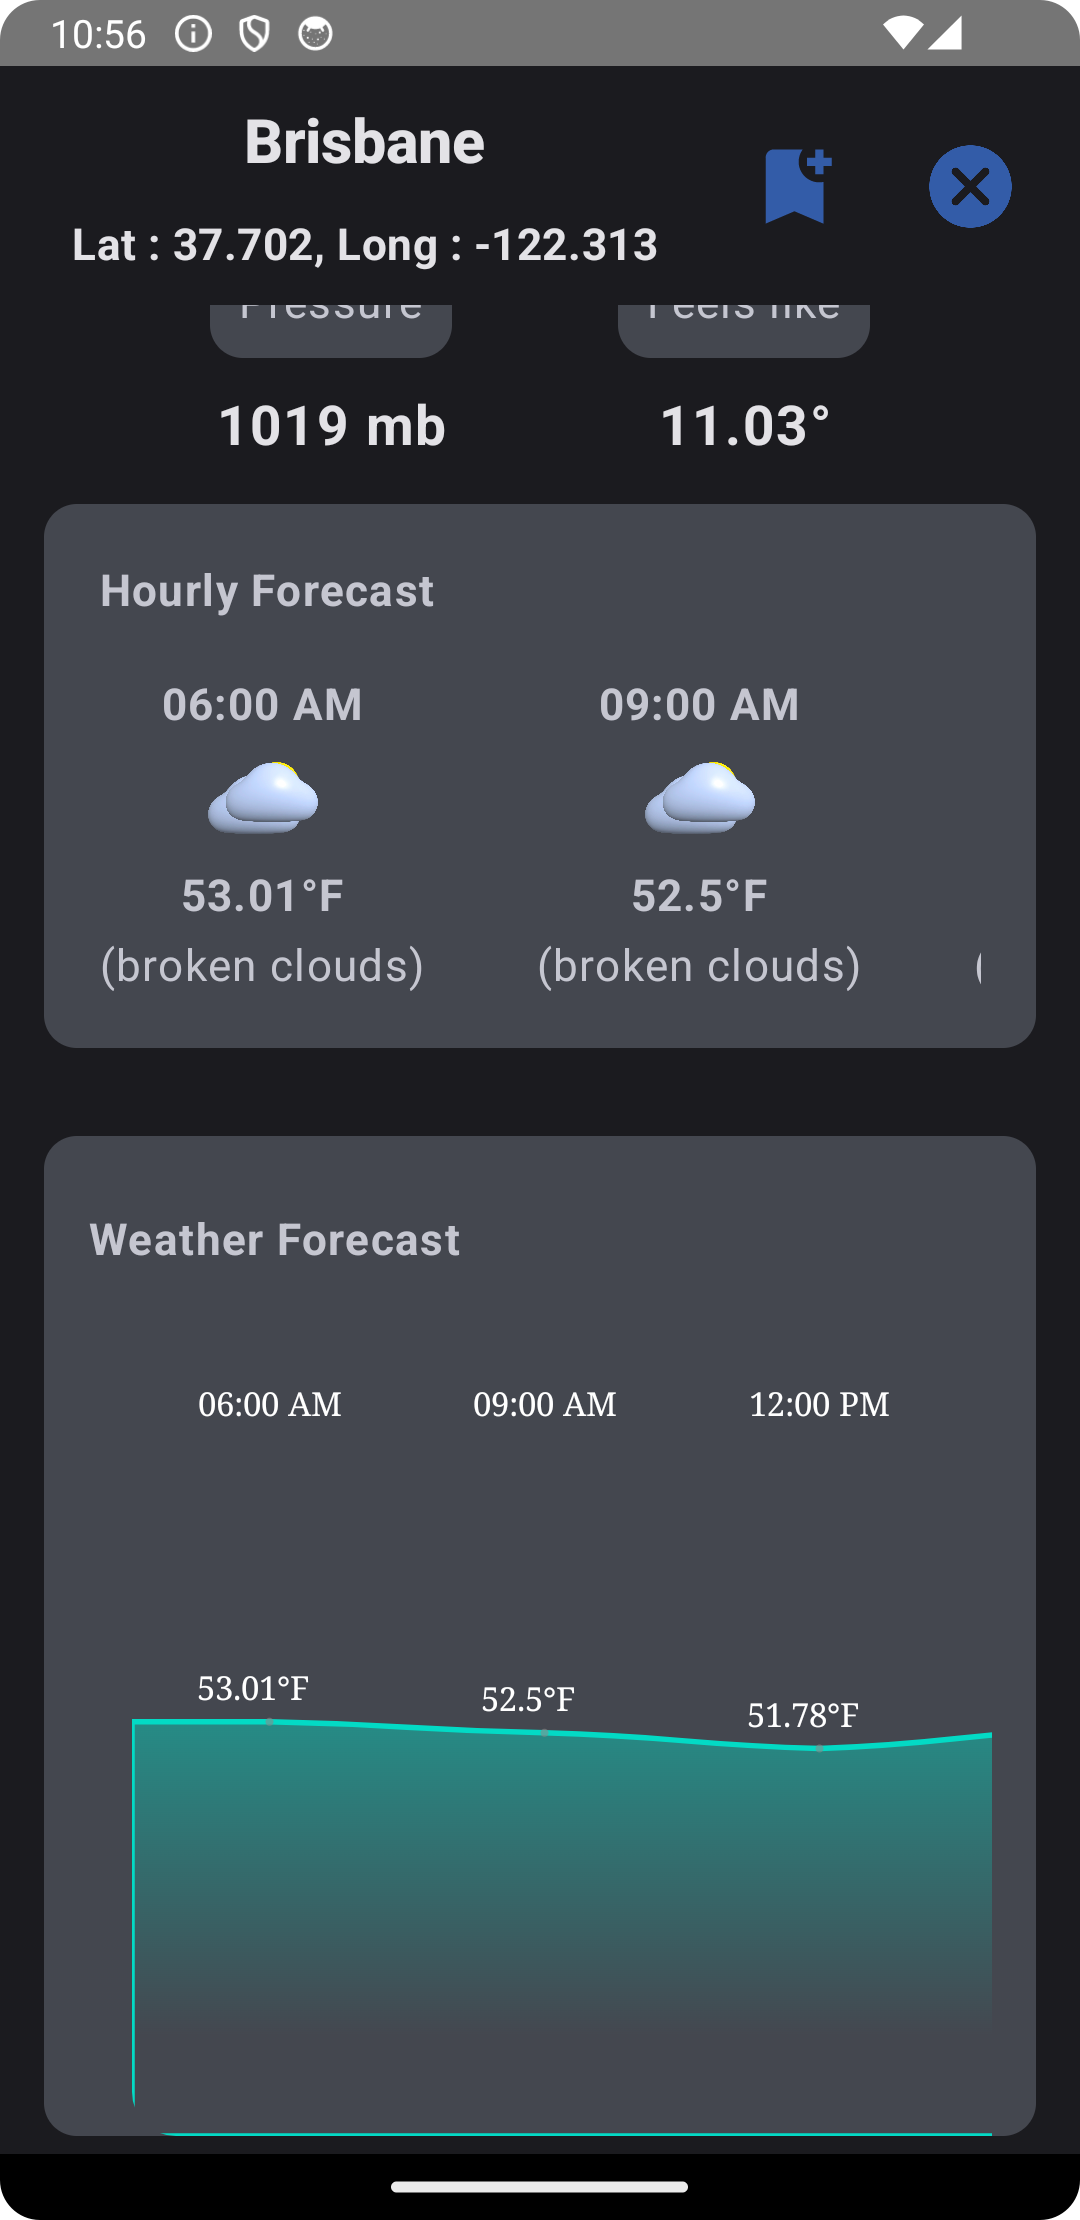 10:56
Brisbane
Lat : 37.702, Long : -122.313
Pressure Feels like
1019 mb 11.03°
Hourly Forecast
06:00 AM 09:00 AM
53.01°F 52.5°F
(broken clouds) (broken clouds) (
Weather Forecast
06:00 AM 09:00 AM 12:00 PM
53.01°F 52.5°F 51.78°F